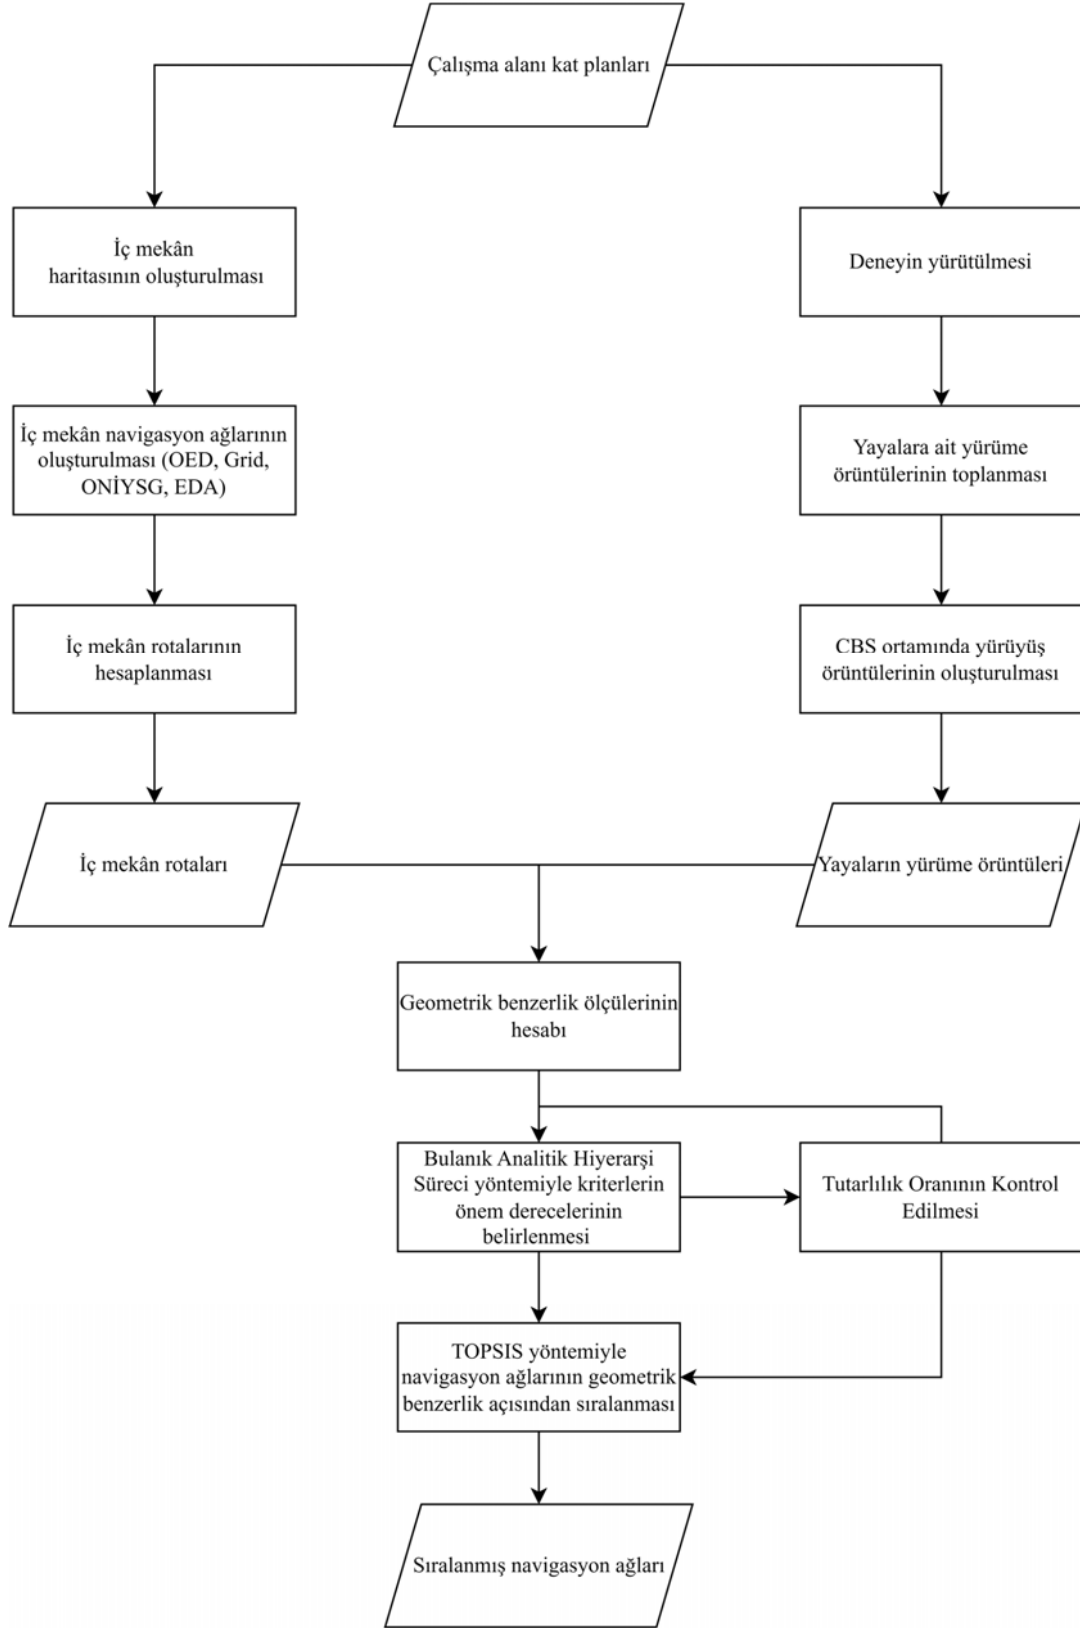 Çalışma alanı kat planları
İç mekân
haritasının oluşturulması
Deneyin yürütülmesi
İç mekân navigasyon ağlarının
oluşturulması (OED, Grid,
ONİYSG, EDA)
Yayalara ait yürüme
örüntülerinin toplanması
İç mekân rotalarının
hesaplanması
CBS ortamında yürüyüş
örüntülerinin oluşturulması
İç mekân rotaları
Yayaların yürüme örüntüleri
Geometrik benzerlik ölçülerinin
hesabı
Bulanık Analitik Hiyerarşi
Süreci yöntemiyle kriterlerin
önem derecelerinin
belirlenmesi
Tutarlılık Oranının Kontrol
Edilmesi
TOPSIS yöntemiyle
navigasyon ağlarının geometrik
benzerlik açısından sıralanması
Sıralanmış navigasyon ağları